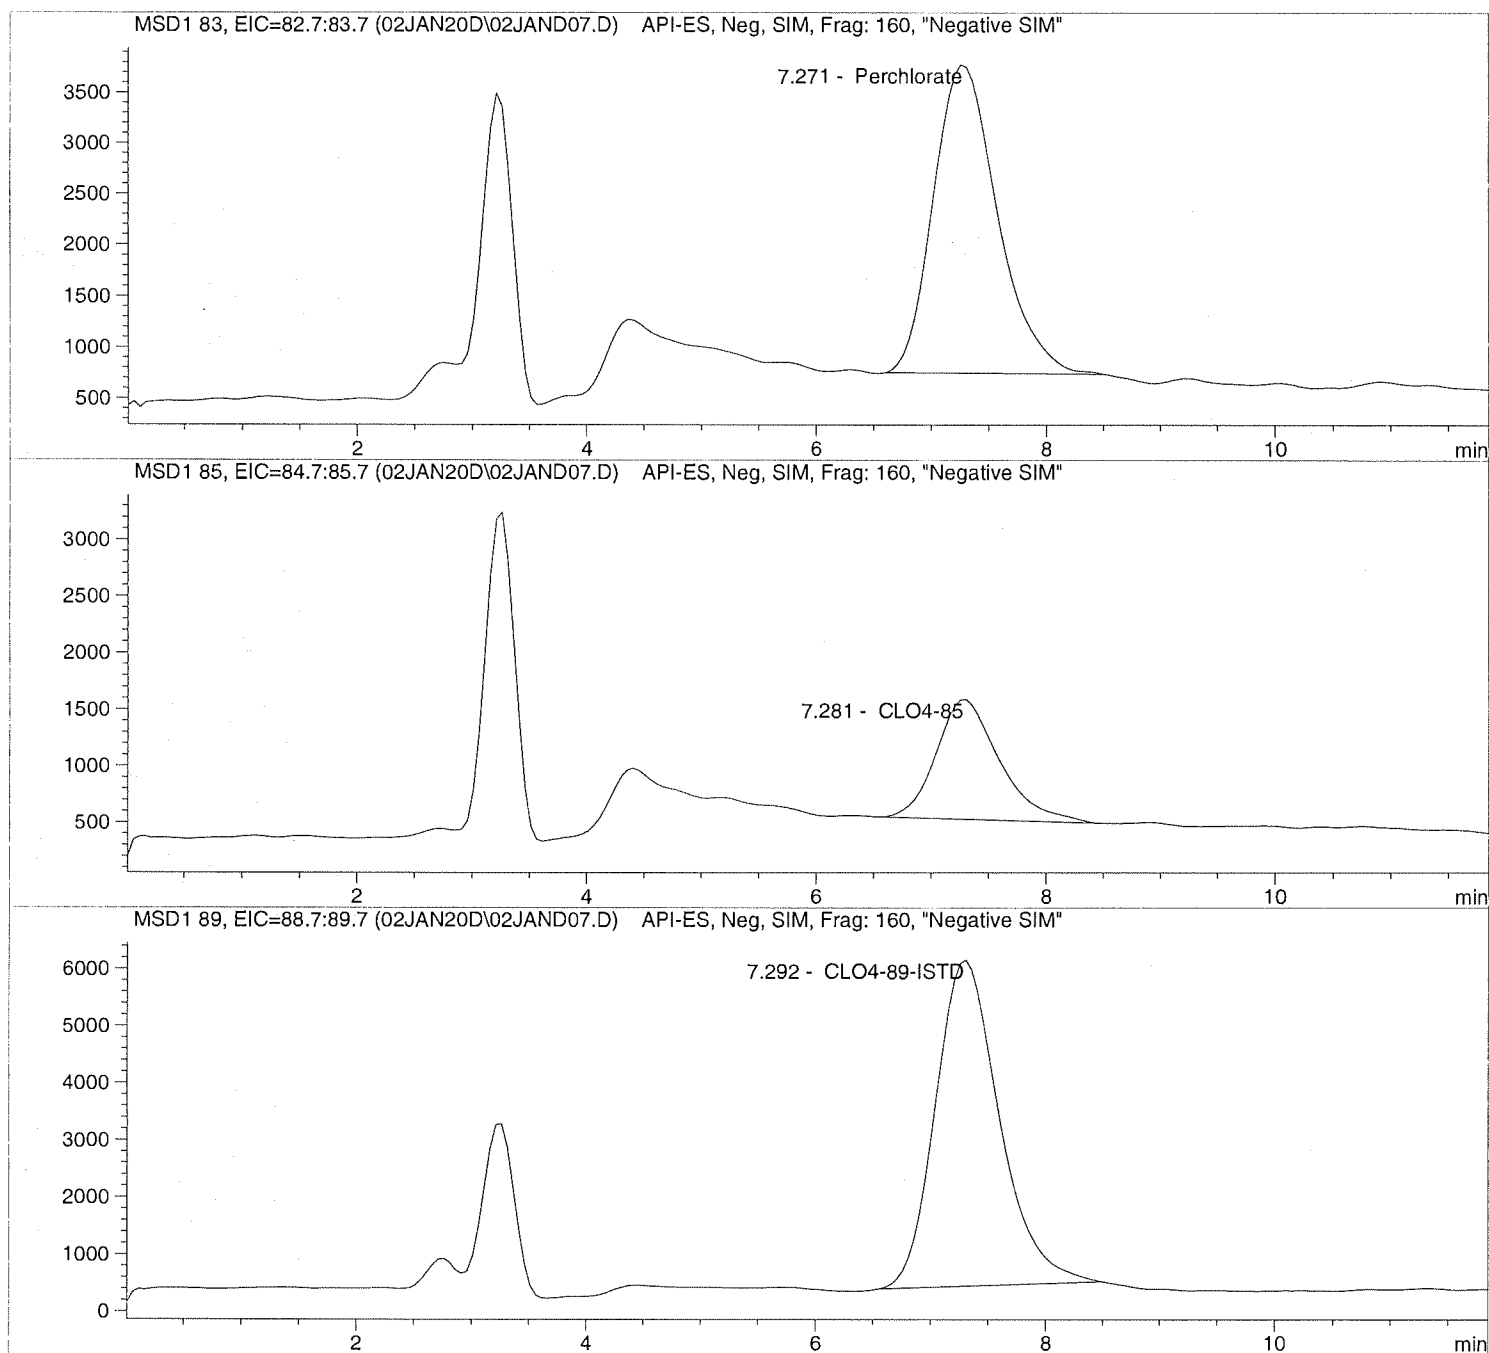 MSD1 83, EIC=82.7:83.7 (02JAN20D\02JAND07.D) API-ES, Neg, SIM, Frag: 160, "Negative SIM"
7.271 - Perchlorate
3500
3000
2500
2000
1500
1000
500
2 4 6 8 10 min
MSD1 85, EIC=84.7:85.7 (02JAN20D\02JAND07.D) API-ES, Neg, SIM, Frag: 160, "Negative SIM"
3000
2500
2000
7.281 - CLO4-85
1500
1000
500
2 4 6 8 10 min
MSD1 89, EIC=88.7:89.7 (02JAN20D\02JAND07.D) API-ES, Neg, SIM, Frag: 160, "Negative SIM"
7.292 - CLO4-89-ISTD
6000
5000
4000
3000
2000
1000
0
2 4 6 8 10 min